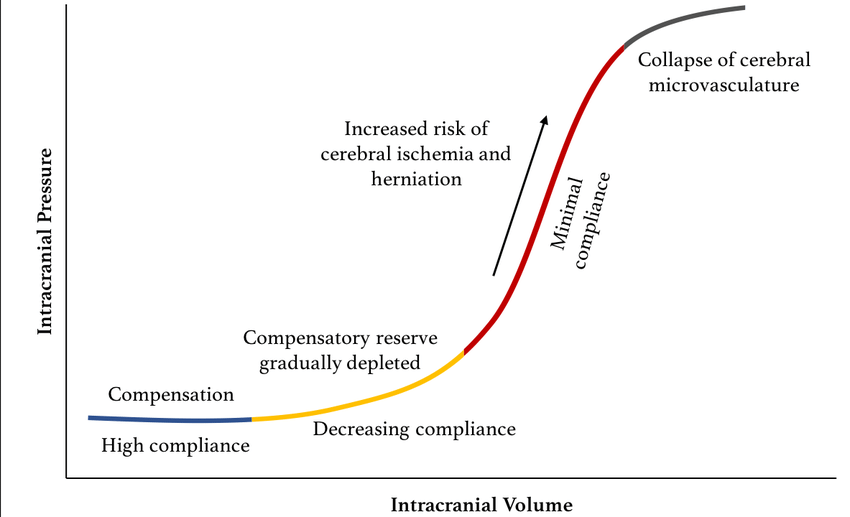 Collapse of cerebral
microvasculature
Increased risk of
cerebral ischemia and
herniation
Minimal
compliance
Intracranial Pressure
Compensatory reserve
gradually depleted
Compensation
High compliance
Decreasing compliance
Intracranial Volume